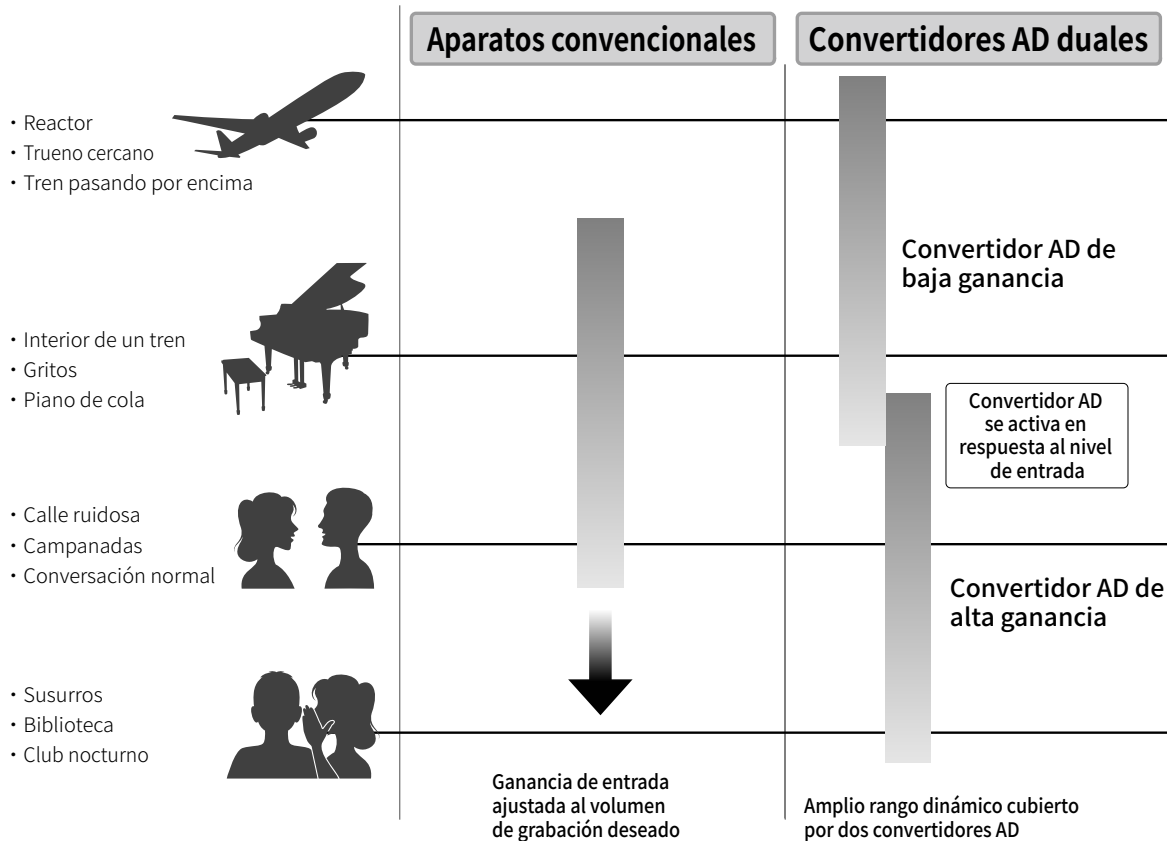 Aparatos convencionales
Convertidores AD duales
・Reactor
・Trueno cercano
・Tren pasando por encima
Convertidor AD de
baja ganancia
・Interior de un tren
・Gritos
・Piano de cola
Convertidor AD
se activa en
respuesta al nivel
de entrada
・Calle ruidosa
・Campanadas
・Conversación normal
Convertidor AD de
alta ganancia
・Susurros
・Biblioteca
・Club nocturno
Ganancia de entrada
ajustada al volumen
de grabación deseado
Amplio rango dinámico cubierto
por dos convertidores AD